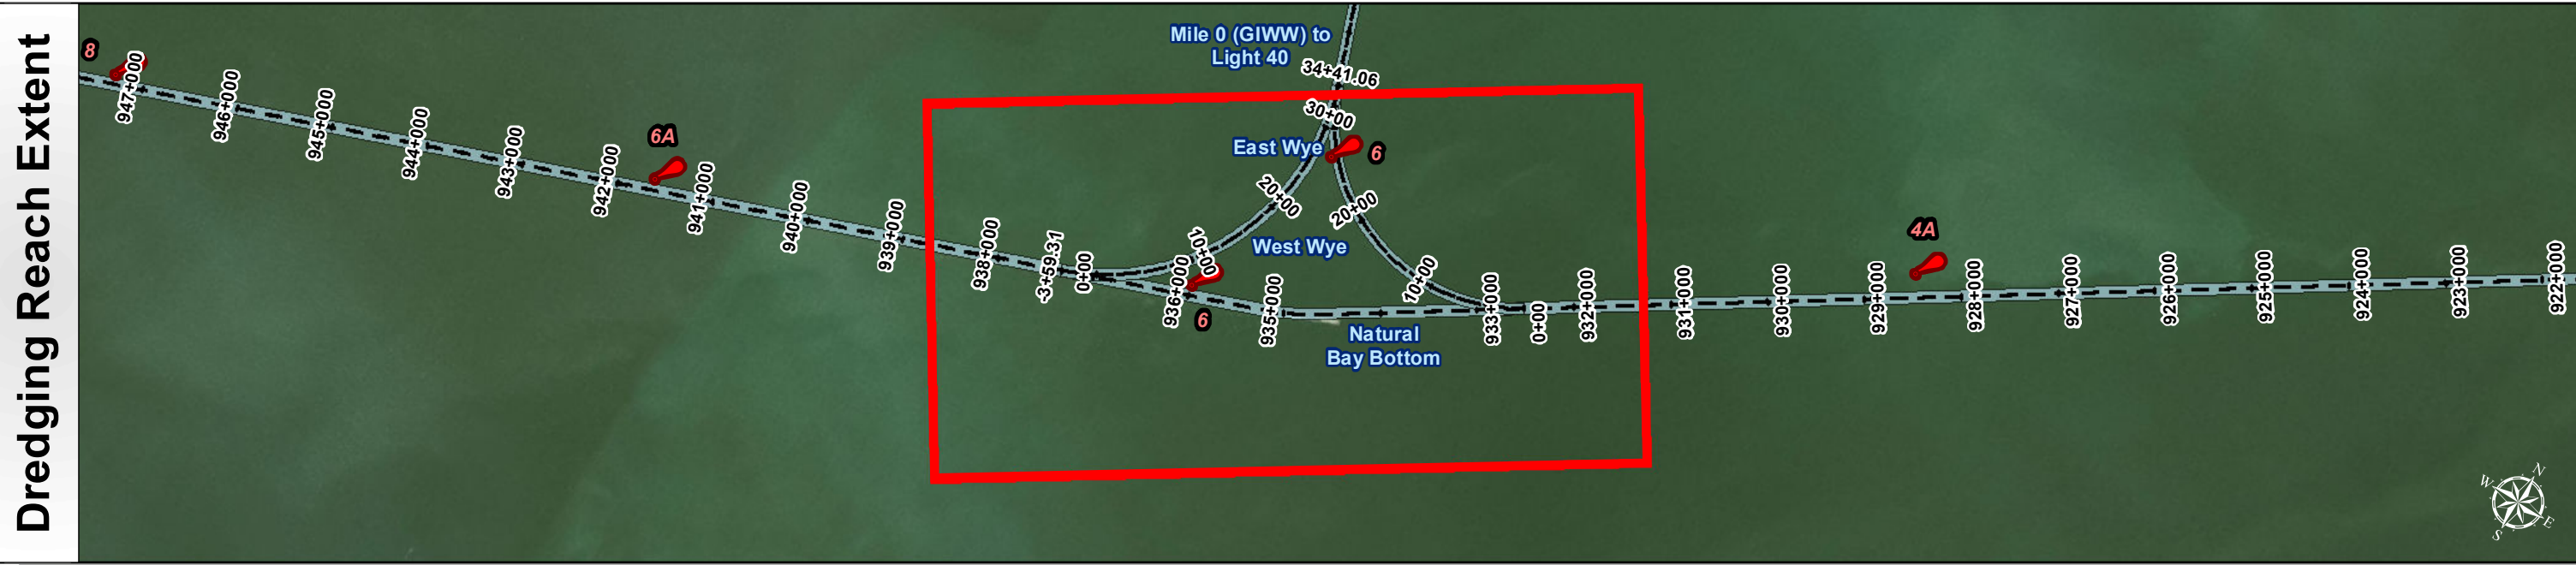 Dredging Reach Extent
Mile 0 (GIWW) to
Light 40
34+41.06
30+00
East Wye
6
20+00
20+00
West Wye
10+00
10+00
8
947+000
946+000
945+000
944+000
943+000
6A
942+000
941+000
940+000
939+000
938+000
-3+59.31
0+00
936+000
6
935+000
Natural
Bay Bottom
933+000
0+00
932+000
931+000
930+000
929+000
4A
928+000
927+000
926+000
925+000
924+000
923+000
922+000
N
W
E
S